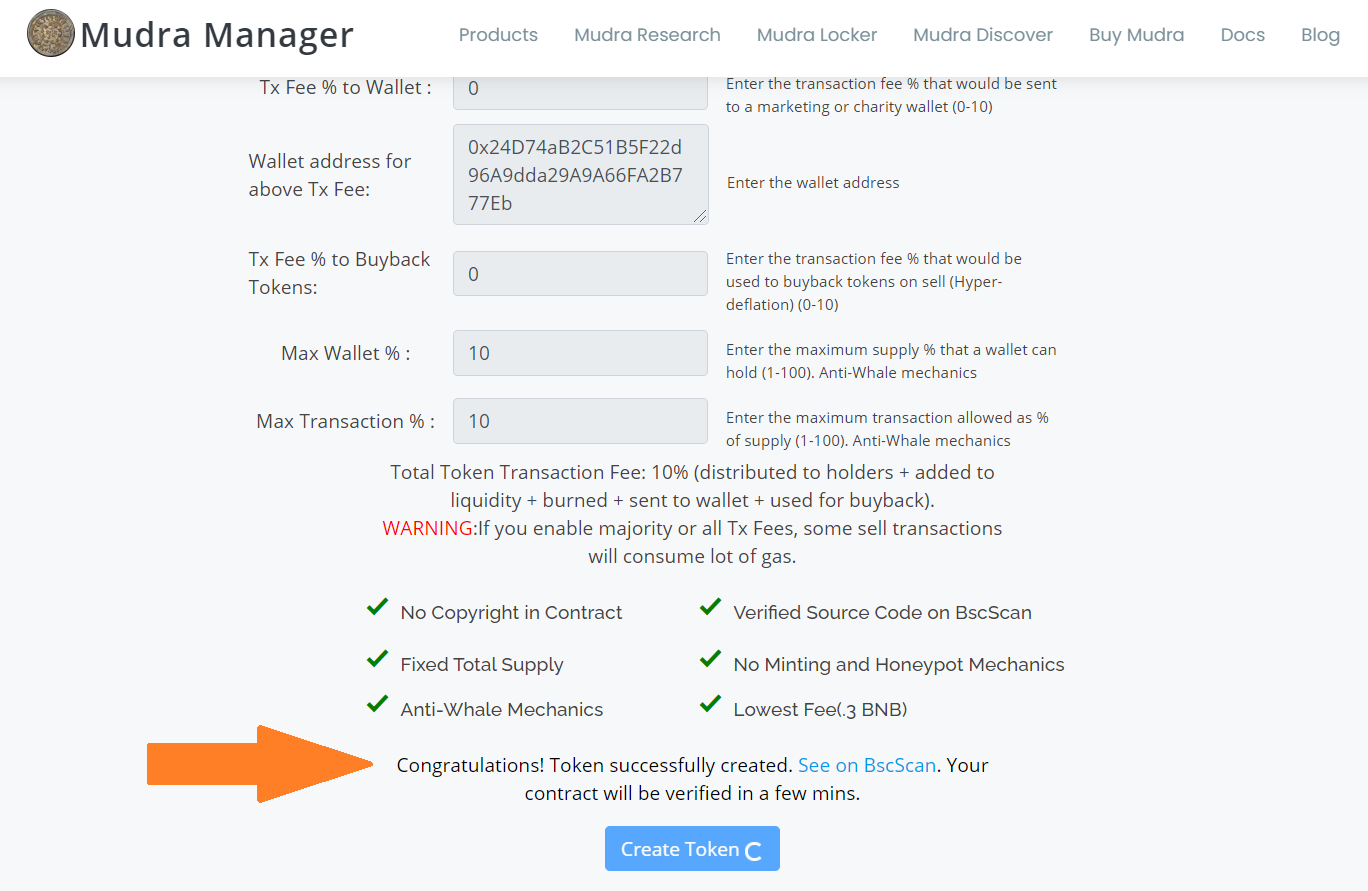 Mudra Manager
Products Mudra Research Mudra Locker Mudra Discover Buy Mudra Docs Blog
Tx Fee % to Wallet :
0
Enter the transaction fee % that would be sent
to a marketing or charity wallet (0-10)
Wallet address for
above Tx Fee:
0x24D74aB2C51B5F22d
96A9dda29A9A66FA2B7
77Eb
Enter the wallet address
Tx Fee % to Buyback
Tokens:
0
Enter the transaction fee % that would be
used to buyback tokens on sell (Hyper-
deflation) (0-10)
Max Wallet % :
10
Enter the maximum supply % that a wallet can
hold (1-100). Anti-Whale mechanics
Max Transaction % :
10
Enter the maximum transaction allowed as %
of supply (1-100). Anti-Whale mechanics
Total Token Transaction Fee: 10% (distributed to holders + added to
liquidity + burned + sent to wallet + used for buyback).
WARNING:If you enable majority or all Tx Fees, some sell transactions
will consume lot of gas.
No Copyright in Contract
Verified Source Code on BscScan
Fixed Total Supply
No Minting and Honeypot Mechanics
Anti-Whale Mechanics
Lowest Fee(.3 BNB)
Congratulations! Token successfully created. See on BscScan. Your
contract will be verified in a few mins.
Create Token